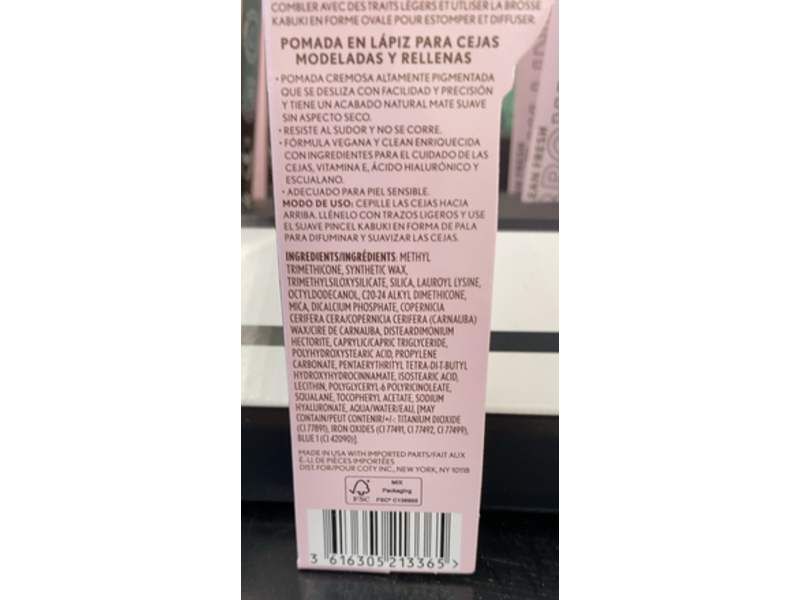 COMBLER AVEC DES TRAITS LÉGERS ET UTLISER LA BROSSE
KABUKI EN FORME OVALE POUR ESTOMPER ET DIFFUSER.
POMADA EN LÁPIZ PARA CEJAS
MODELADAS Y RELLENAS
• POMADA CREMOSA ALTAMENTE PIGMENTADA
QUE SE DESLIZA CON FACILIDAD Y PRECISIÓN
Y TIENE UN ACABADO NATURAL MATE SUAVE
SIN ASPECTO SECO.
• RESISTE AL SUDOR Y NO SE CORRE.
• FÓRMULA VEGANA Y CLEAN ENRIQUECIDA
CON INGREDIENTES PARA EL CUIDADO DE LAS
CEJAS, VITAMINA E, ÁCIDO HIALURÓNICO Y
ESCUALANO.
• ADECUADO PARA PIEL SENSIBLE.
MODO DE USO: CEPILLE LAS CEJAS HACIA
ARRIBA. LLÉNELO CON TRAZOS LIGEROS Y USE
EL SUAVE PINCEL KABUKI EN FORMA DE PALA
PARA DIFUMINAR Y SUAVIZAR LAS CEJAS.
INGREDIENTS/INGRÉDIENTS: METHYL
TRIMETHICONE, SYNTHETIC WAX,
TRIMETHYLSILOXYSILICATE, SILICA, LAUROYL LYSINE,
OCTYLDODECANOL, C20-24 ALKYL DIMETHICONE,
MICA, DICALCIUM PHOSPHATE, COPERNICIA
CERIFERA CERA/COPERNICIA CERIFERA (CARNAUBA)
WAX/CIRE DE CARNAUBA, DISTEARDIMONIUM
HECTORITE, CAPRYLIC/CAPRIC TRIGLYCERIDE,
POLYHYDROXYSTEARIC ACID, PROPYLENE
CARBONATE, PENTAERYTHRITYL TETRA-DI-T-BUTYL
HYDROXYHYDROCINNAMATE, ISOSTEARIC ACID,
LECITHIN, POLYGLYCERYL-6 POLYRICINOLEATE,
SQUALANE, TOCOPHERYL ACETATE, SODIUM
HYALURONATE, AQUA/WATER/EAU, [MAY
CONTAIN/PEUT CONTENIR/+/-: TITANIUM DIOXIDE
(CI 77891), IRON OXIDES (CI 77491, CI 77492, CI 77499),
BLUE 1 (CI 42090)].
MADE IN USA WITH IMPORTED PARTS/FAIT AUX
É.-U. DE PIÈCES IMPORTÉES
DIST. FOR/POUR COTY INC., NEW YORK, NY 10118
FSC
MIX
Packaging
FSC® C136955
3 616305 213365 >
EAN FRESH